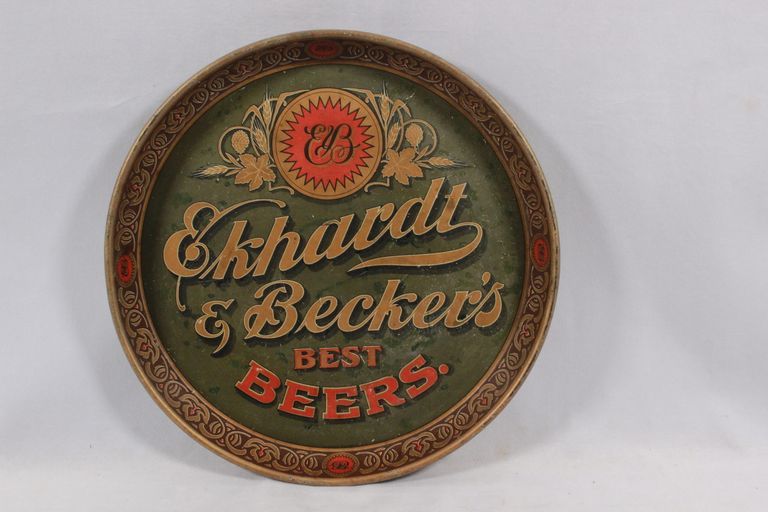 EB
Ekhardt
& Becker's
BEST
BEERS.